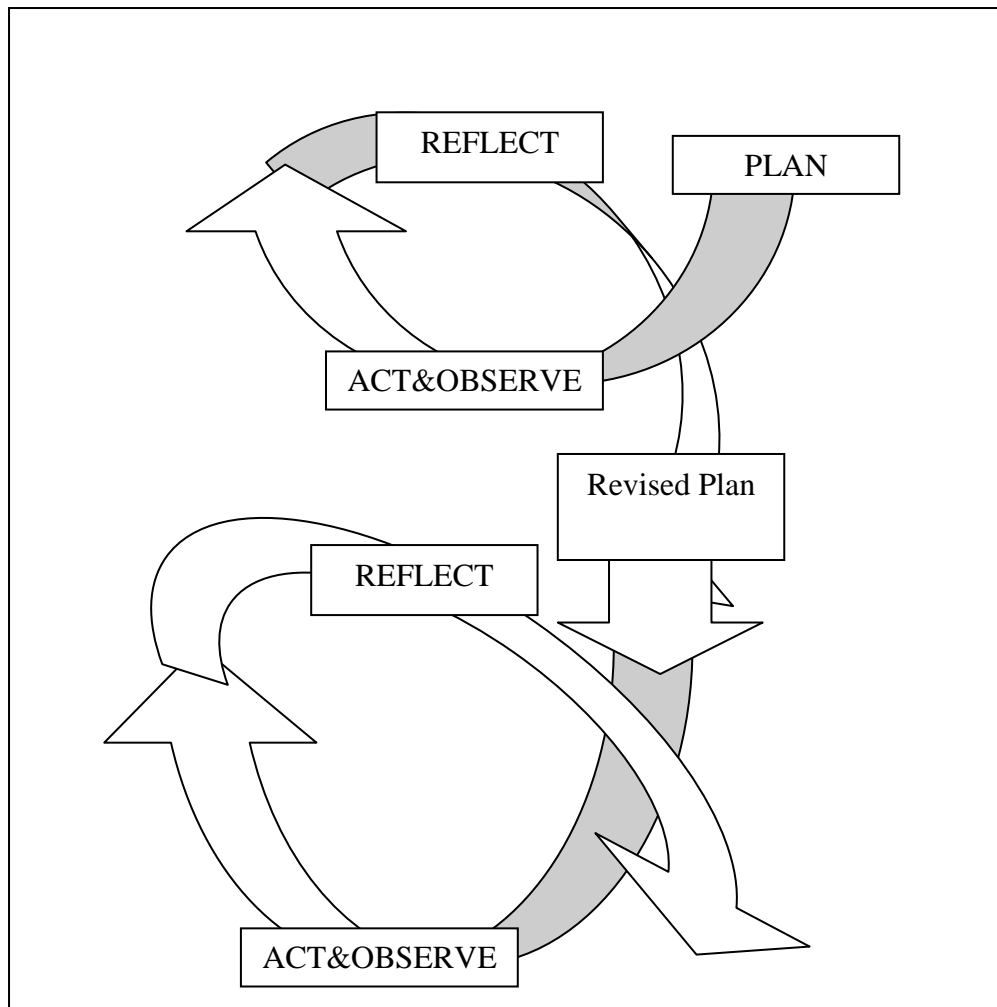 REFLECT
PLAN
ACT&OBSERVE
Revised Plan
REFLECT
ACT&OBSERVE